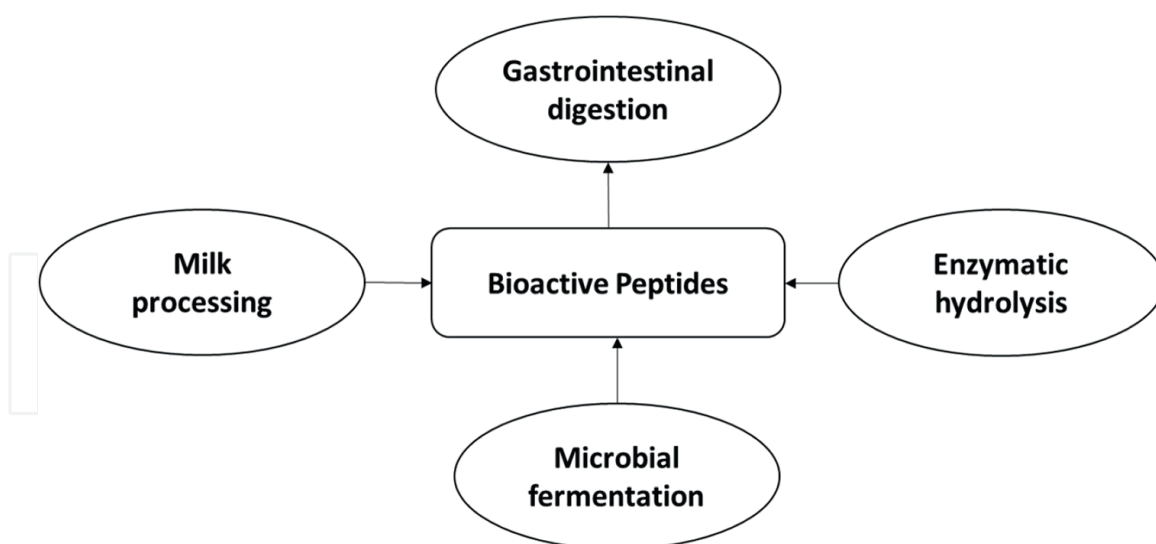 Gastrointestinal
digestion
Milk
processing
Bioactive Peptides
Enzymatic
hydrolysis
Microbial
fermentation